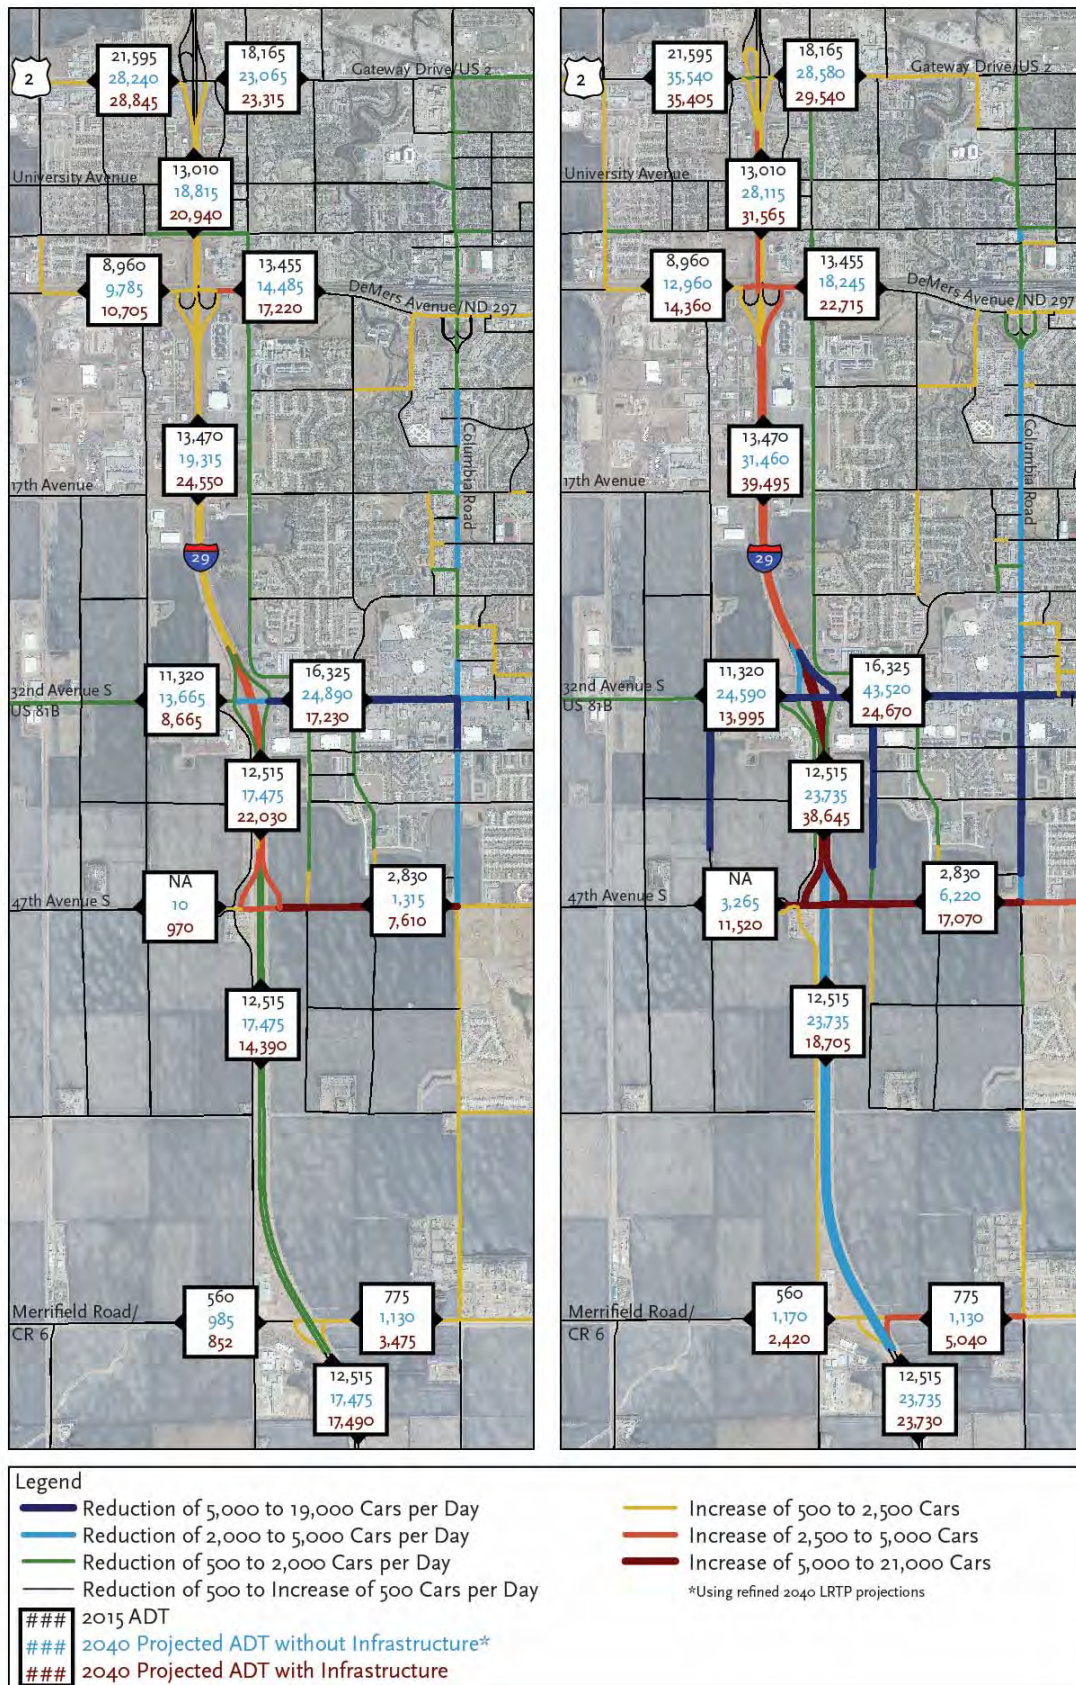 21,595
28,240
28,845
18,165
23,065
23,315
2
Gateway Drive/US 2
University Avenue
13,010
18,815
20,940
8,960
9,785
10,705
13,455
14,485
17,220
DeMers Avenue/ND 297
13,470
19,315
24,550
17th Avenue
Columbia Road
29
11,320
13,665
8,665
16,325
24,890
17,230
32nd Avenue S
US 81B
12,515
17,475
22,030
NA
10
970
2,830
1,315
7,610
47th Avenue S
12,515
17,475
14,390
Merrifield Road/
CR 6
560
985
852
775
1,130
3,475
12,515
17,475
17,490
21,595
35,540
35,405
18,165
28,580
29,540
2
Gateway Drive/US 2
University Avenue
13,010
28,115
31,565
8,960
12,960
14,360
13,455
18,245
22,715
DeMers Avenue/ND 297
13,470
31,460
39,495
17th Avenue
Columbia Road
29
11,320
24,590
13,995
16,325
43,520
24,670
32nd Avenue S
US 81B
12,515
23,735
38,645
NA
3,265
11,520
2,830
6,220
17,070
47th Avenue S
12,515
23,735
18,705
Merrifield Road/
CR 6
560
1,170
2,420
775
1,130
5,040
12,515
23,735
23,730
Legend
Reduction of 5,000 to 19,000 Cars per Day
Reduction of 2,000 to 5,000 Cars per Day
Reduction of 500 to 2,000 Cars per Day
Reduction of 500 to Increase of 500 Cars per Day
Increase of 500 to 2,500 Cars
Increase of 2,500 to 5,000 Cars
Increase of 5,000 to 21,000 Cars
*Using refined 2040 LRTP projections
### 2015 ADT
### 2040 Projected ADT without Infrastructure*
### 2040 Projected ADT with Infrastructure